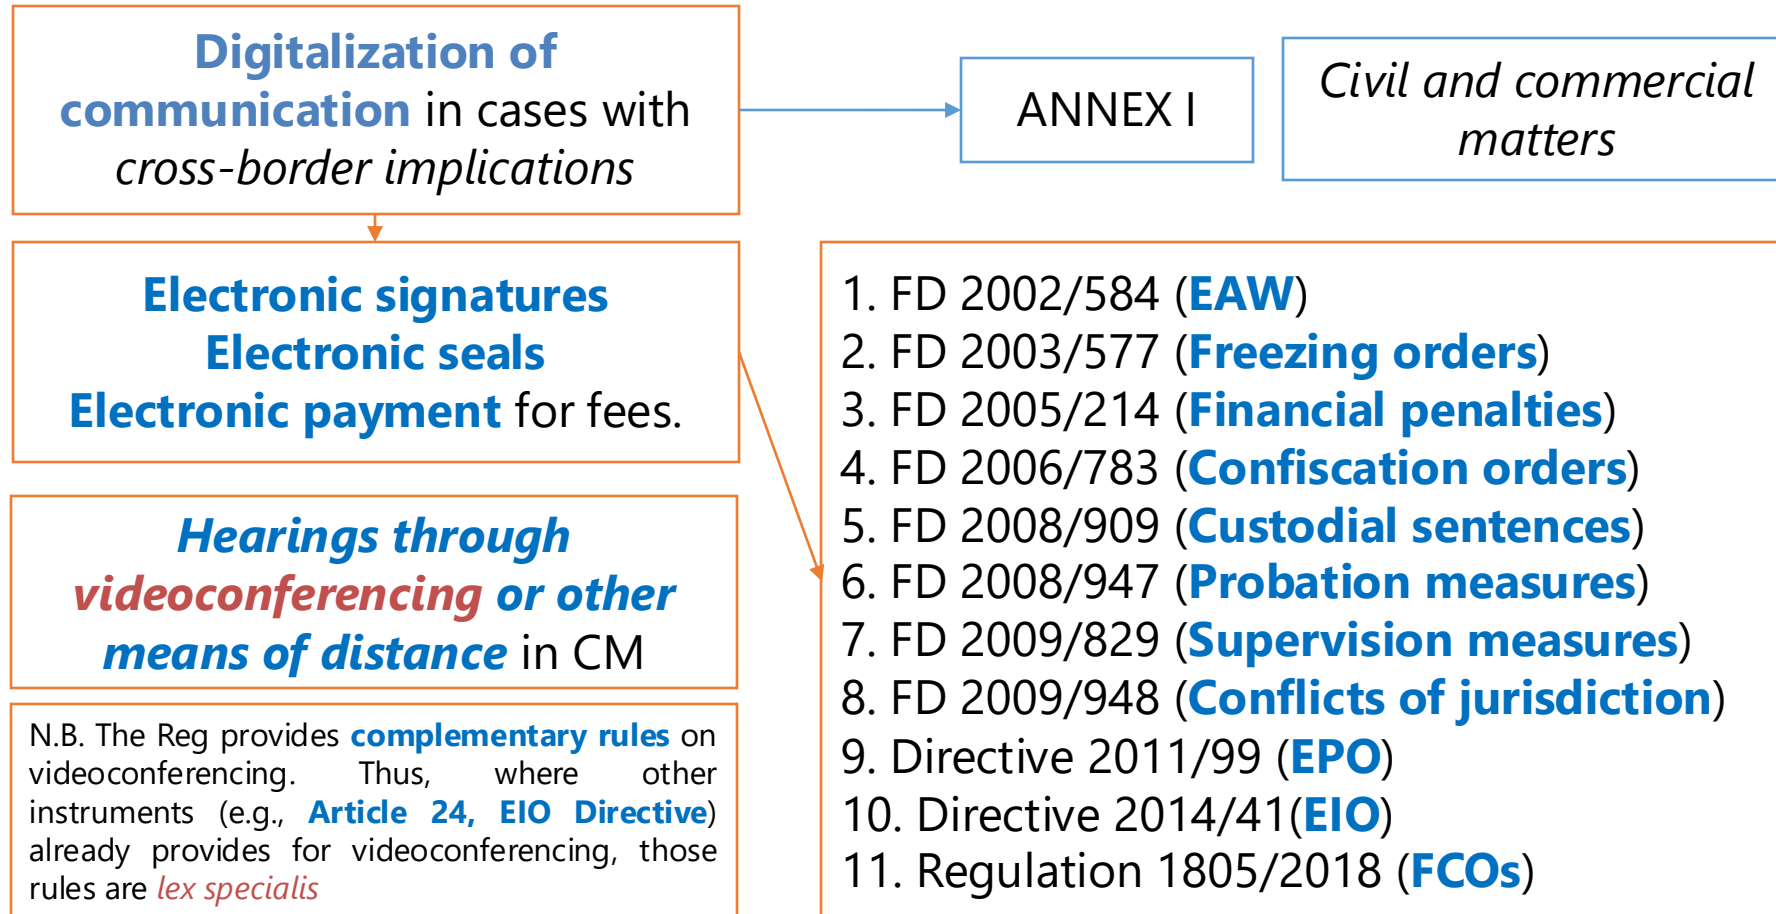 Digitalization of
communication in cases with
cross-border implications
ANNEX I
Civil and commercial
matters
Electronic signatures
Electronic seals
Electronic payment for fees.
Hearings through
videoconferencing or other
means of distance in CM
N.B. The Reg provides complementary rules on
videoconferencing. Thus, where other
instruments (e.g., Article 24, EIO Directive)
already provides for videoconferencing, those
rules are lex specialis
1. FD 2002/584 (EAW)
2. FD 2003/577 (Freezing orders)
3. FD 2005/214 (Financial penalties)
4. FD 2006/783 (Confiscation orders)
5. FD 2008/909 (Custodial sentences)
6. FD 2008/947 (Probation measures)
7. FD 2009/829 (Supervision measures)
8. FD 2009/948 (Conflicts of jurisdiction)
9. Directive 2011/99 (EPO)
10. Directive 2014/41(EIO)
11. Regulation 1805/2018 (FCOs)